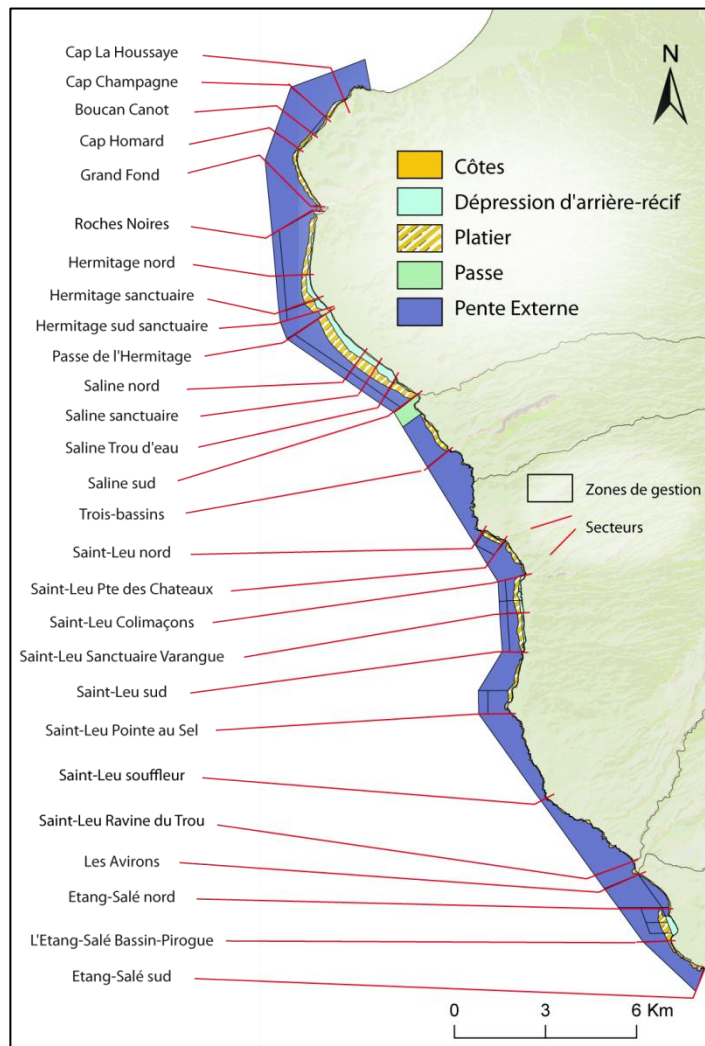 Cap La Houssaye
Cap Champagne
Boucan Canot
Cap Homard
Grand Fond
Roches Noires
Hermitage nord
Hermitage sanctuaire
Hermitage sud sanctuaire
Passe de l'Hermitage
Saline nord
Saline sanctuaire
Saline Trou d'eau
Saline sud
Trois-bassins
Saint-Leu nord
Saint-Leu Pte des Chateaux
Saint-Leu Colimaçons
Saint-Leu Sanctuaire Varangue
Saint-Leu sud
Saint-Leu Pointe au Sel
Saint-Leu souffleur
Saint-Leu Ravine du Trou
Les Avirons
Etang-Salé nord
L'Etang-Salé Bassin-Pirogue
Etang-Salé sud
N
Côtes
Dépression d'arrière-récif
Platier
Passe
Pente Externe
Zones de gestion
Secteurs
0 3 6 Km